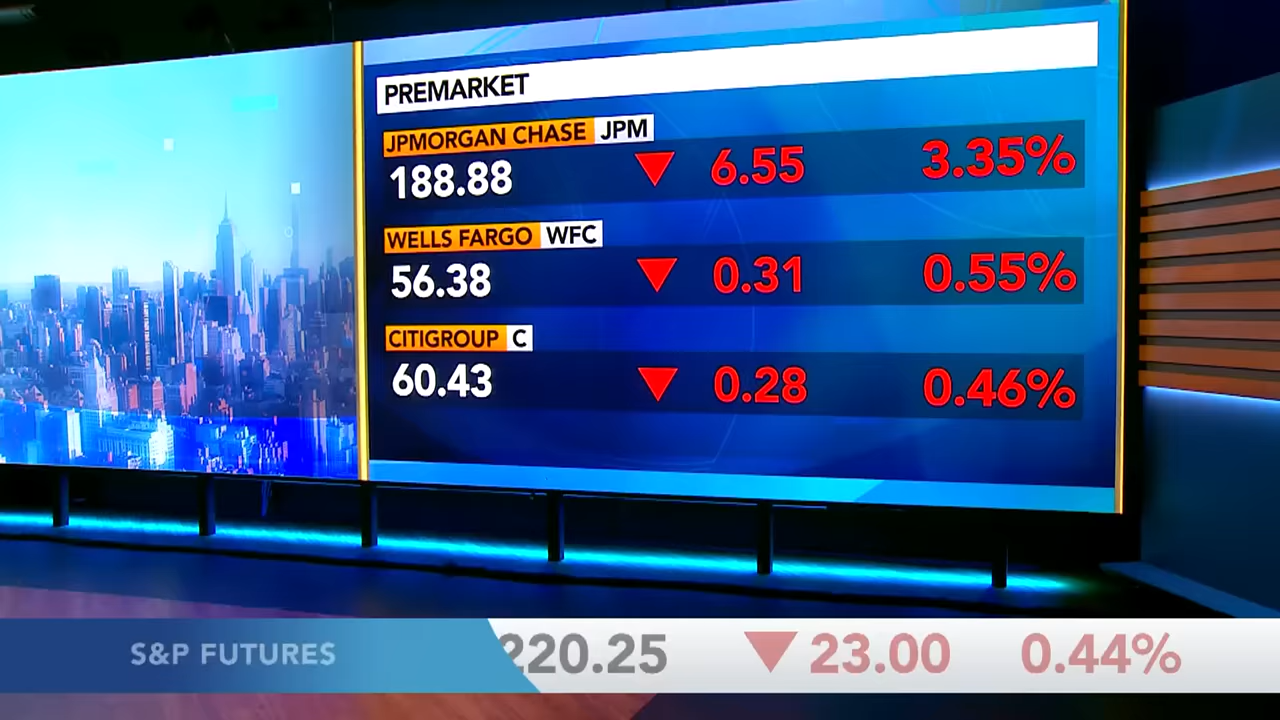 PREMARKET
JPMORGAN CHASE JPM
188.88 ▼ 6.55 3.35%
WELLS FARGO WFC
56.38 ▼ 0.31 0.55%
CITIGROUP C
60.43 ▼ 0.28 0.46%
S&P FUTURES 220.25 ▼ 23.00 0.44%